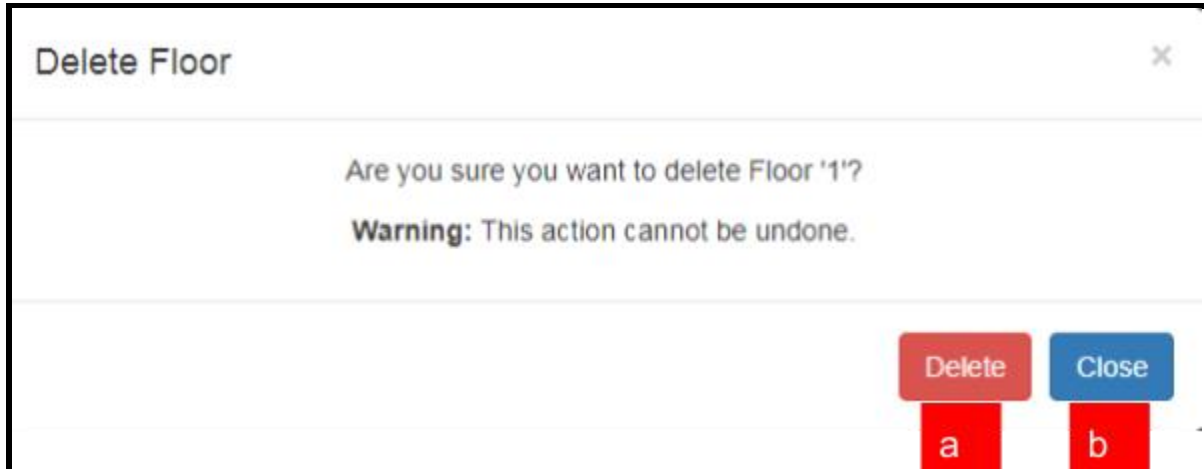 Delete Floor ×
Are you sure you want to delete Floor '1'?
Warning: This action cannot be undone.
Delete Close
a b